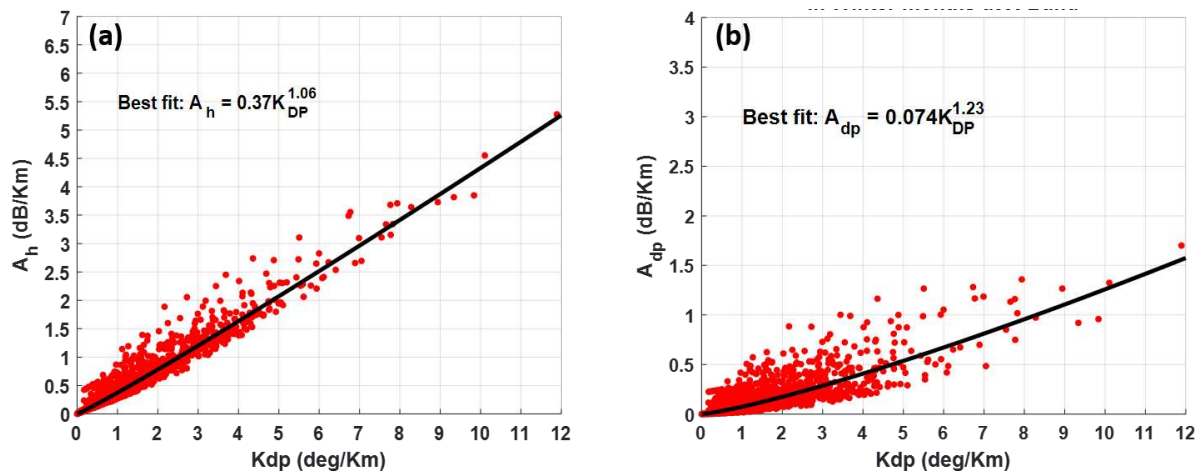 (a)
7
6.5
6
5.5
5
4.5
4
3.5
3
2.5
2
1.5
1
0.5
0
A_h (dB/Km)
Best fit: A_h = 0.37K_DP^1.06
0 1 2 3 4 5 6 7 8 9 10 11 12
Kdp (deg/Km)
(b)
4
3.5
3
2.5
2
1.5
1
0.5
0
A_dp (dB/Km)
Best fit: A_dp = 0.074K_DP^1.23
0 1 2 3 4 5 6 7 8 9 10 11 12
Kdp (deg/Km)